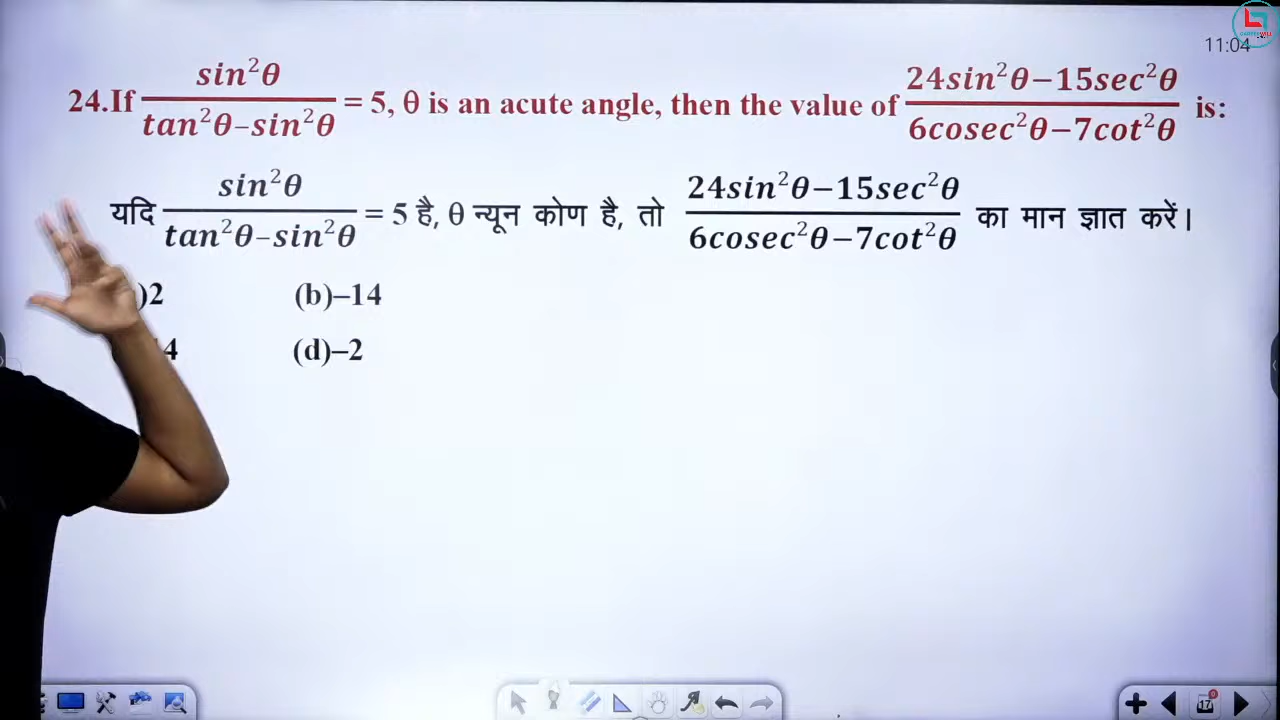 11:04
24.If sin²θ/tan²θ–sin²θ = 5, θ is an acute angle, then the value of 24sin²θ–15sec²θ/6cosec²θ–7cot²θ is:
यदि sin²θ/tan²θ–sin²θ = 5 है, θ न्यून कोण है, तो 24sin²θ–15sec²θ/6cosec²θ–7cot²θ का मान ज्ञात करें।
)2 (b)–14
4 (d)–2
17